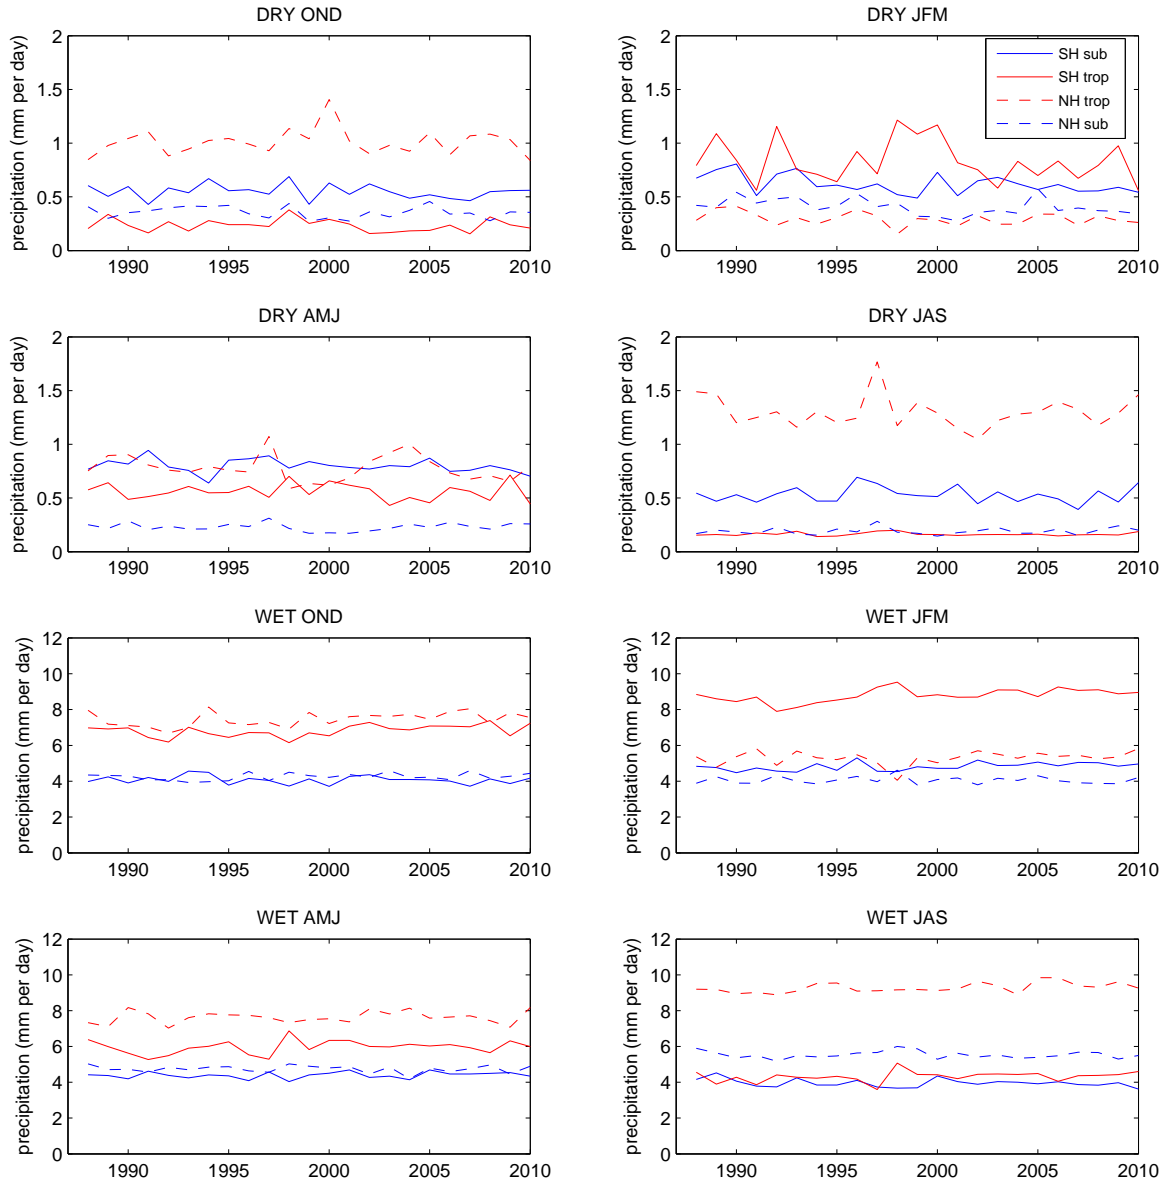 DRY OND
precipitation (mm per day)
2
1.5
1
0.5
0
1990 1995 2000 2005 2010
DRY JFM
precipitation (mm per day)
2
1.5
1
0.5
0
1990 1995 2000 2005 2010
SH sub
SH trop
NH trop
NH sub
DRY AMJ
precipitation (mm per day)
2
1.5
1
0.5
0
1990 1995 2000 2005 2010
DRY JAS
precipitation (mm per day)
2
1.5
1
0.5
0
1990 1995 2000 2005 2010
WET OND
precipitation (mm per day)
12
10
8
6
4
2
0
1990 1995 2000 2005 2010
WET JFM
precipitation (mm per day)
12
10
8
6
4
2
0
1990 1995 2000 2005 2010
WET AMJ
precipitation (mm per day)
12
10
8
6
4
2
0
1990 1995 2000 2005 2010
WET JAS
precipitation (mm per day)
12
10
8
6
4
2
0
1990 1995 2000 2005 2010